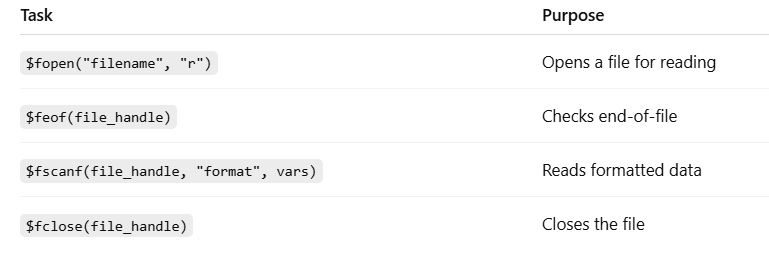 Task Purpose
$fopen("filename", "r") Opens a file for reading
$feof(file_handle) Checks end-of-file
$fscanf(file_handle, "format", vars) Reads formatted data
$fclose(file_handle) Closes the file